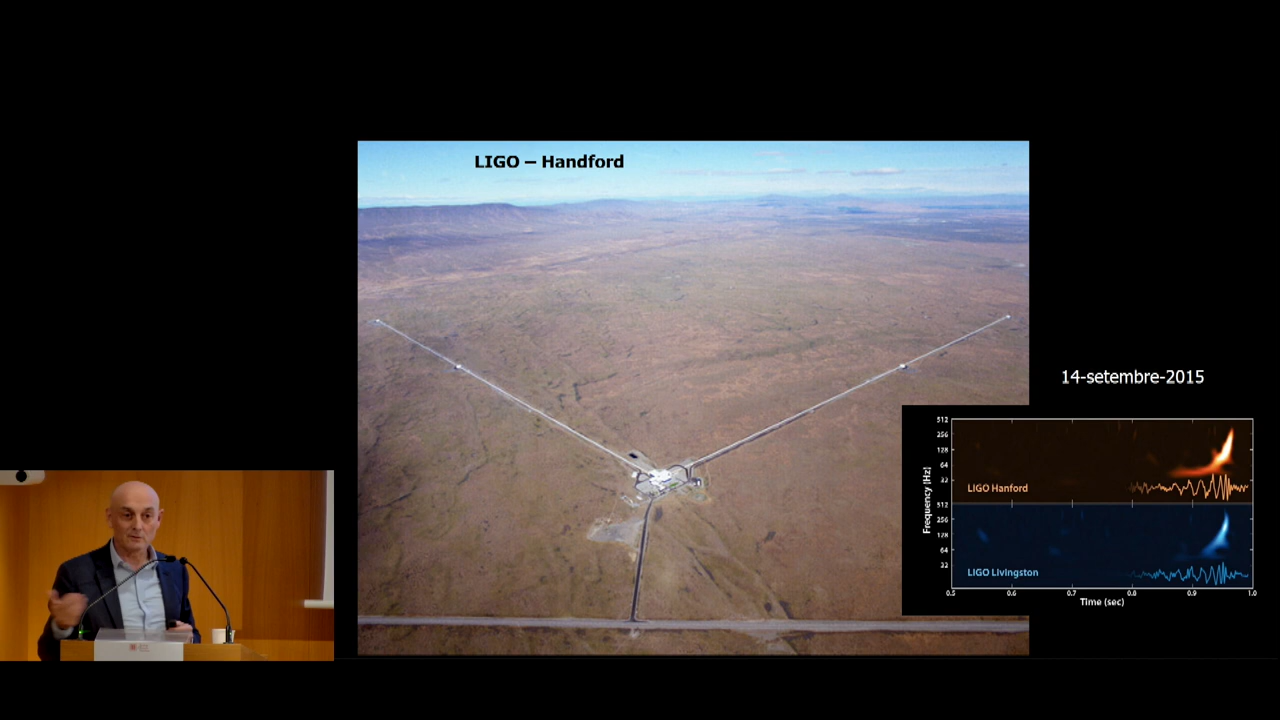 LIGO – Handford
14-setembre-2015
512
256
128
64
32
LIGO Hanford
512
256
128
64
32
LIGO Livingston
Frequency (Hz)
0.5 0.6 0.7 0.8 0.9 1.0
Time (sec)